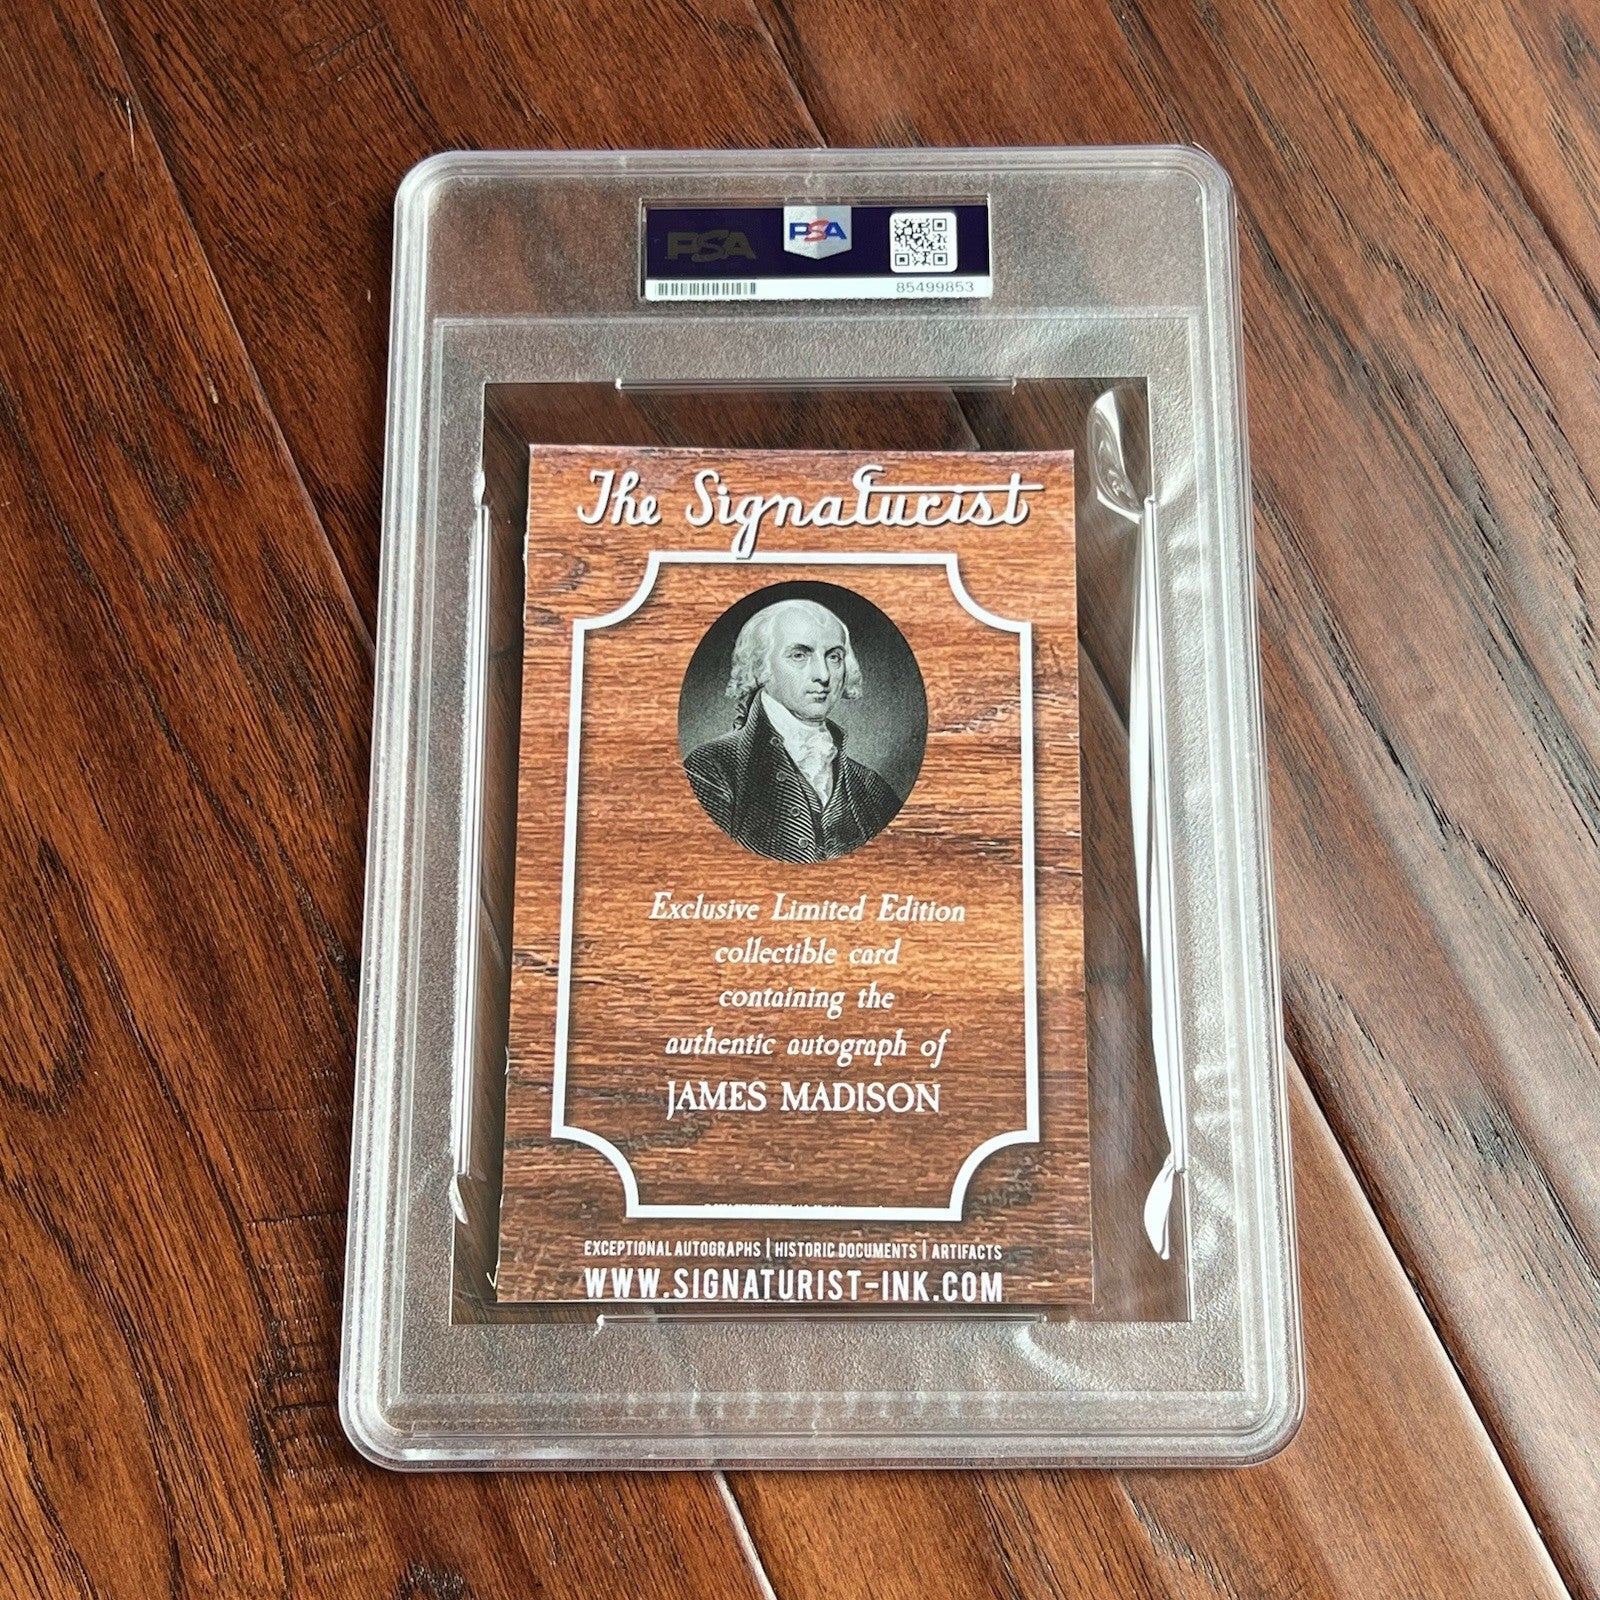 PSA
PSA
85499853
The Signaturist
Exclusive Limited Edition
collectible card
containing the
authentic autograph of
JAMES MADISON
EXCEPTIONAL AUTOGRAPHS | HISTORIC DOCUMENTS | ARTIFACTS
WWW.SIGNATURIST-INK.COM